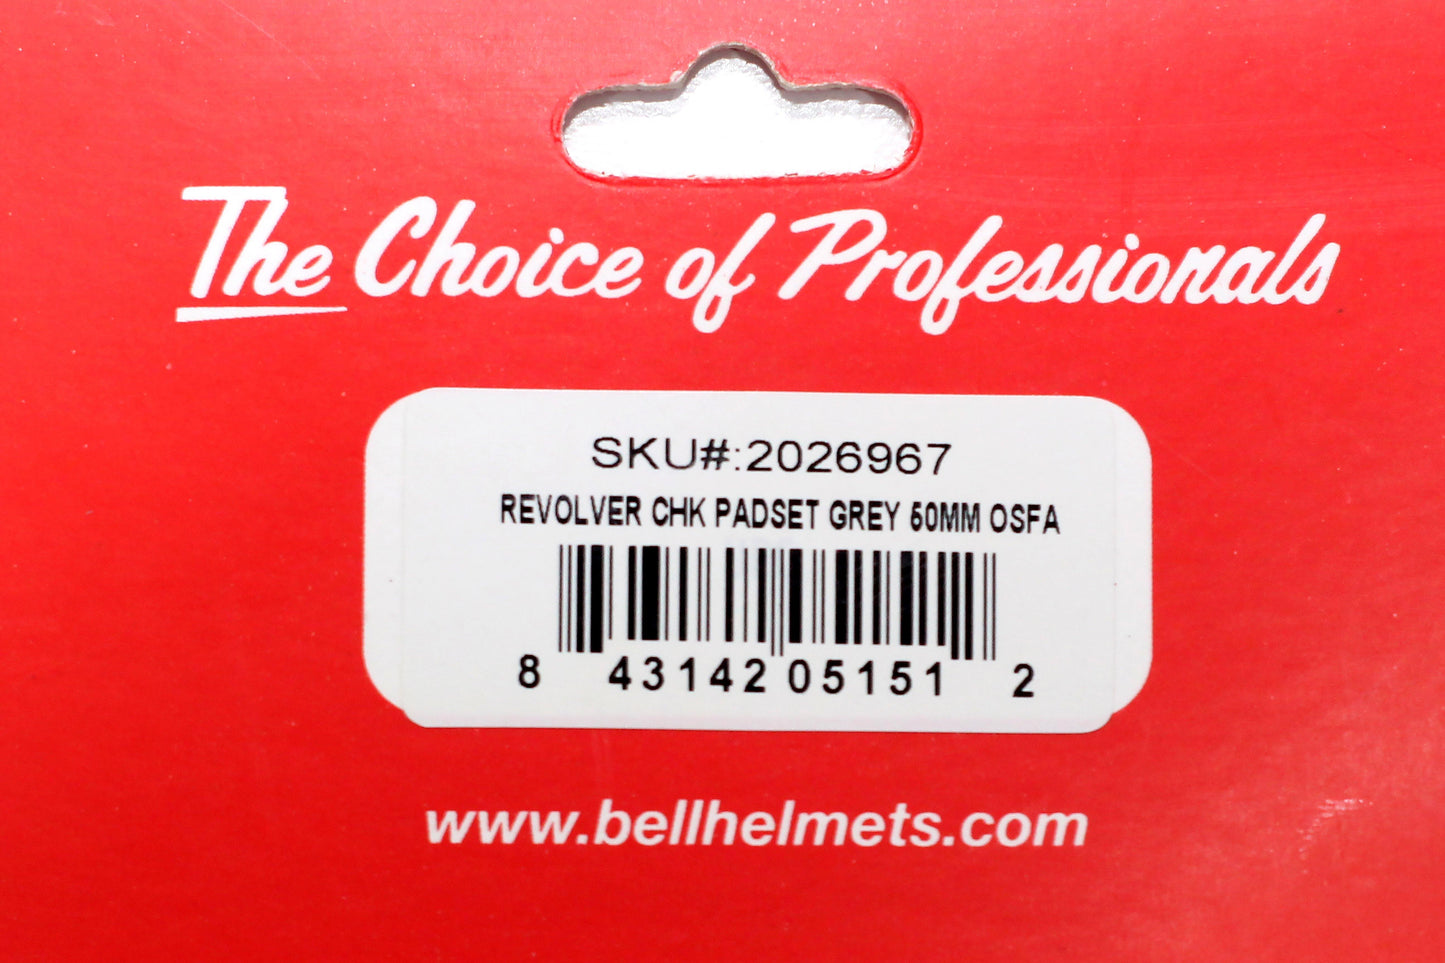 The Choice of Professionals
SKU#:2026967
REVOLVER CHK PADSET GREY 50MM OSFA
8 43142 05151 2
www.bellhelmets.com